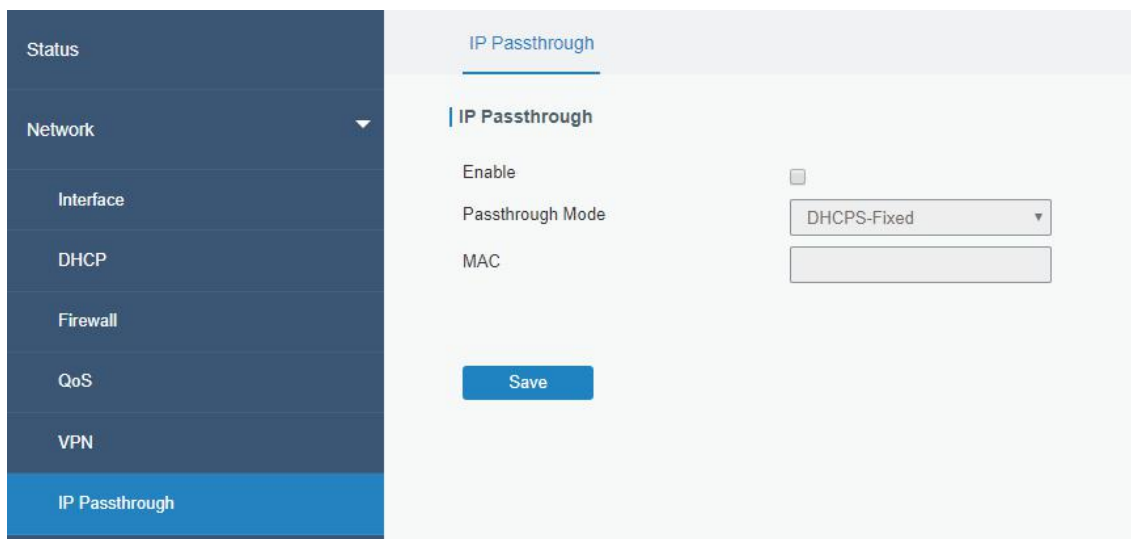 Status
Network
Interface
DHCP
Firewall
QoS
VPN
IP Passthrough
IP Passthrough
IP Passthrough
Enable
Passthrough Mode
DHCPS-Fixed
MAC
Save